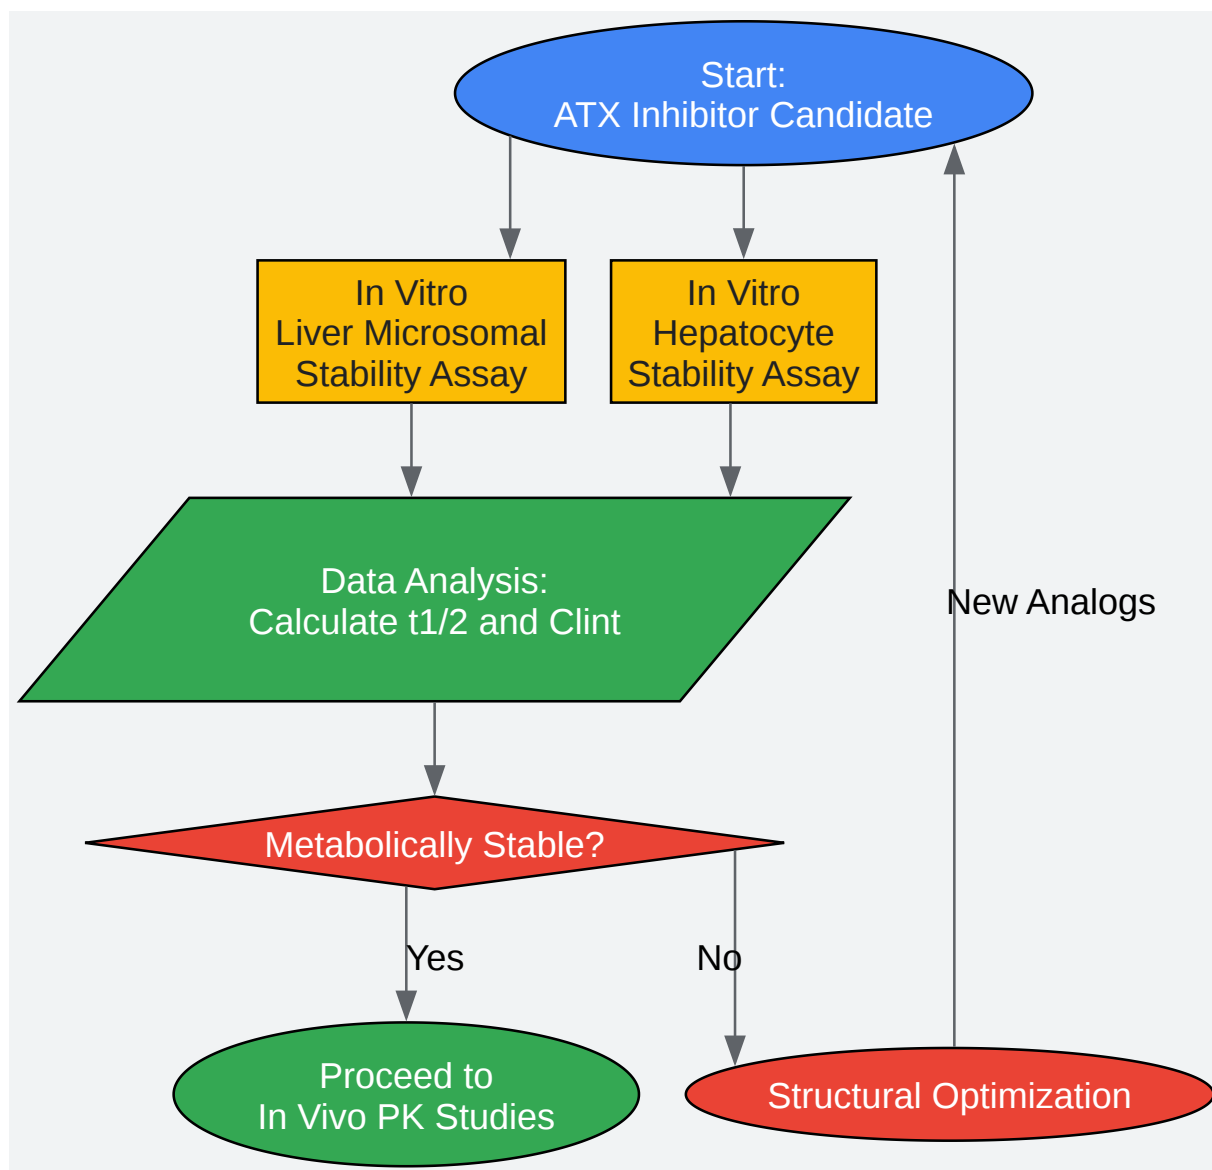 Start:
ATX Inhibitor Candidate
In Vitro
Liver Microsomal
Stability Assay
In Vitro
Hepatocyte
Stability Assay
Data Analysis:
Calculate t1/2 and Clint
New Analogs
Metabolically Stable?
Yes
No
Proceed to
In Vivo PK Studies
Structural Optimization